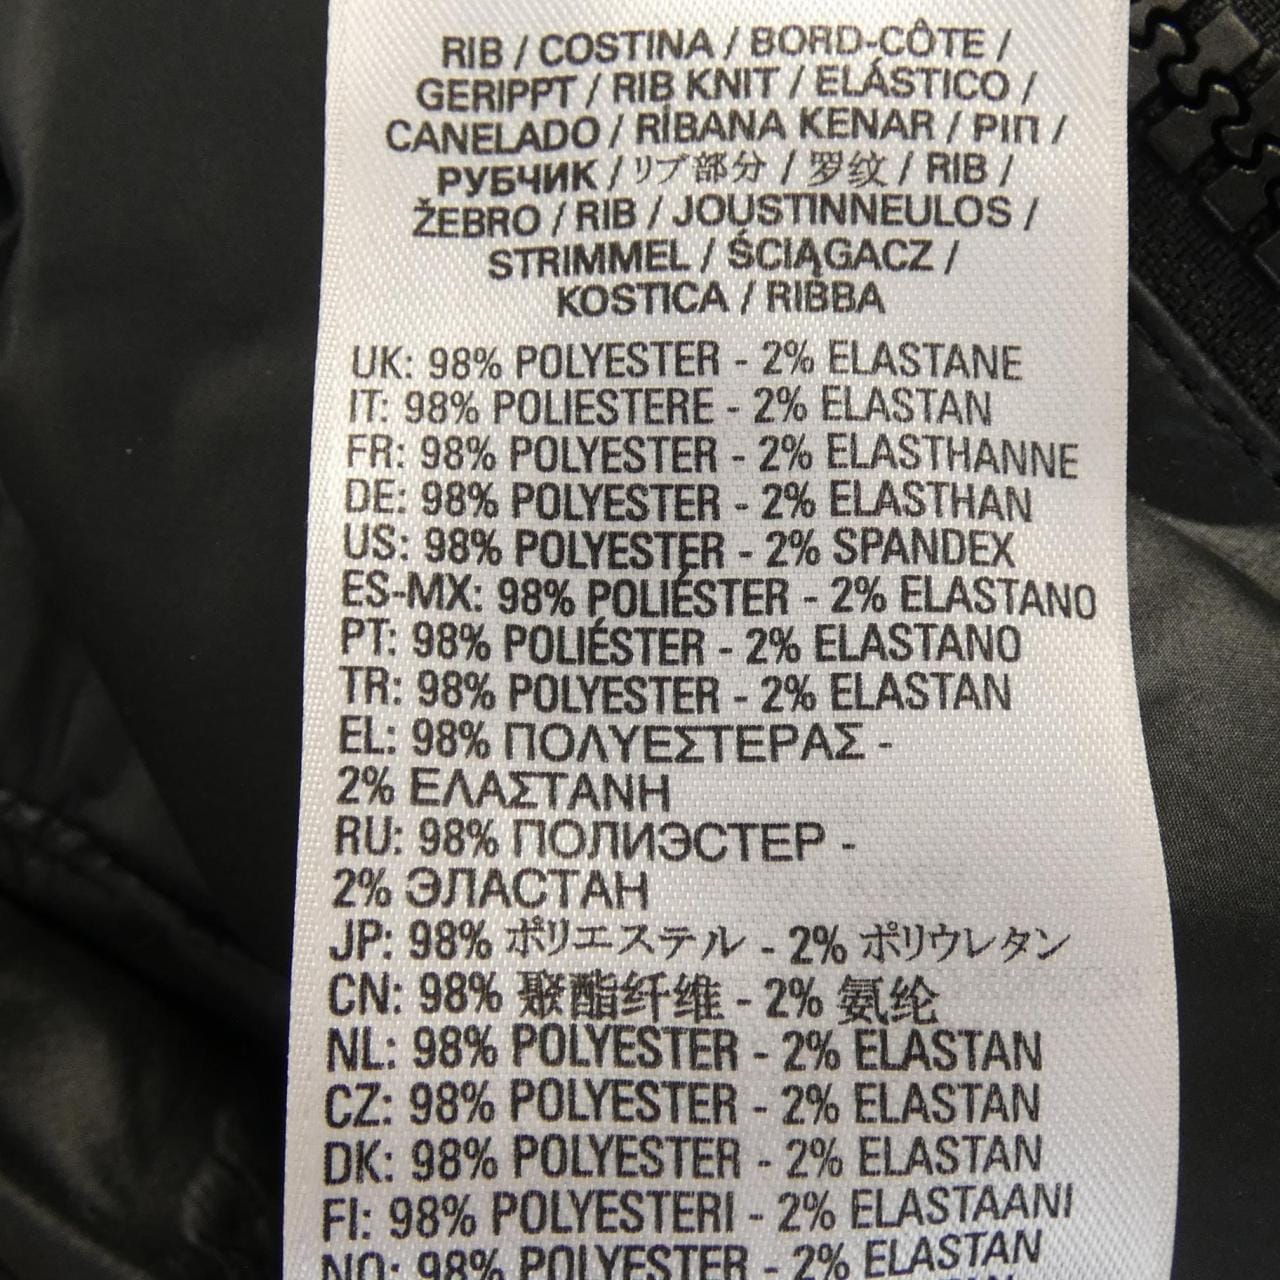 RIB / COSTINA / BORD-CÔTE /
GERIPPT / RIB KNIT / ELÁSTICO /
CANELADO / RİBANA KENAR / ΡΙΠ /
РУБЧИК / リブ部分 / 罗纹 / RIB /
ŽEBRO / RIB / JOUSTINNEULOS /
STRIMMEL / ŚCIĄGACZ /
KOSTICA / RIBBA
UK: 98% POLYESTER - 2% ELASTANE
IT: 98% POLIESTERE - 2% ELASTAN
FR: 98% POLYESTER - 2% ELASTHANNE
DE: 98% POLYESTER - 2% ELASTHAN
US: 98% POLYESTER - 2% SPANDEX
ES-MX: 98% POLIÉSTER - 2% ELASTANO
PT: 98% POLIÉSTER - 2% ELASTANO
TR: 98% POLYESTER - 2% ELASTAN
EL: 98% ΠΟΛΥΕΣΤΕΡΑΣ -
2% ΕΛΑΣΤΑΝΗ
RU: 98% ПОЛИЭСТЕР -
2% ЭЛАСТАН
JP: 98% ポリエステル - 2% ポリウレタン
CN: 98% 聚酯纤维 - 2% 氨纶
NL: 98% POLYESTER - 2% ELASTAN
CZ: 98% POLYESTER - 2% ELASTAN
DK: 98% POLYESTER - 2% ELASTAN
FI: 98% POLYESTERI - 2% ELASTAANI
NO: 98% POLYESTER - 2% ELASTAN